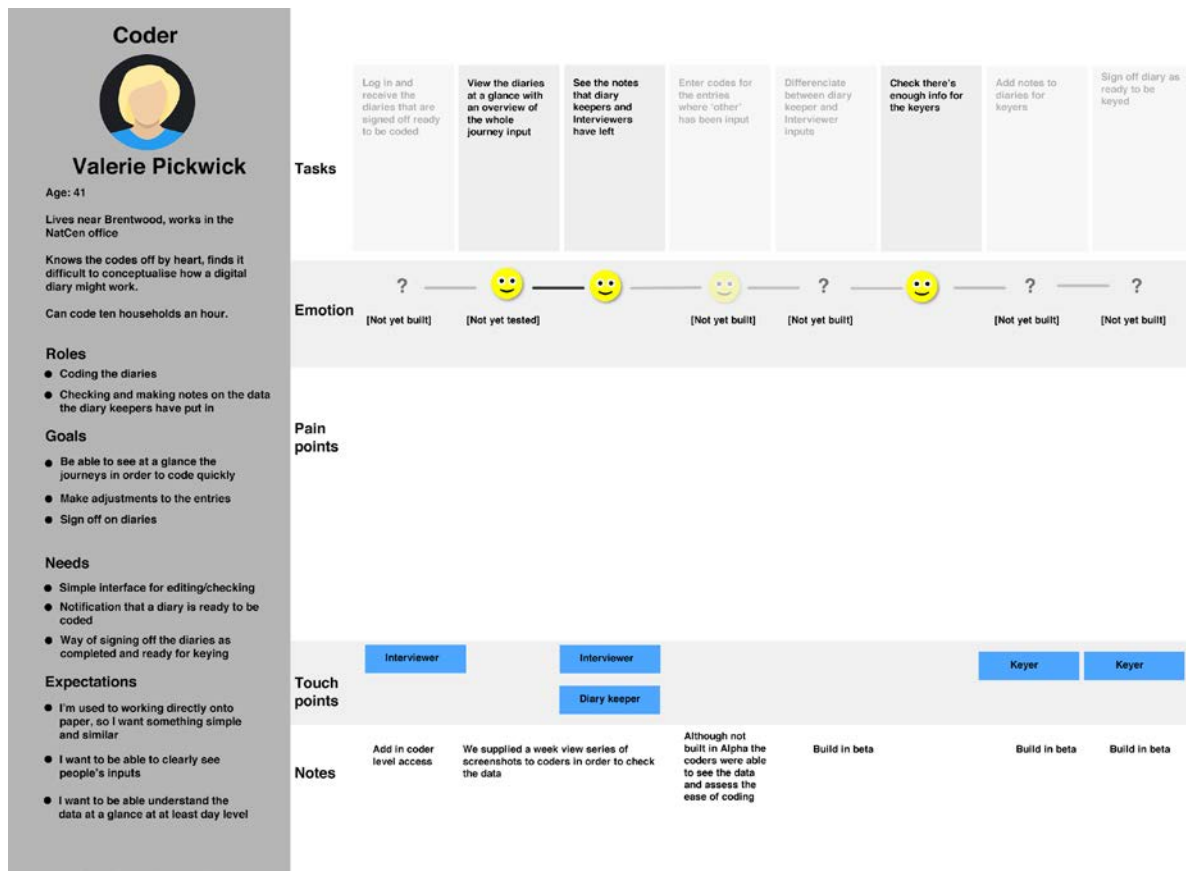 Coder
Valerie Pickwick
Age: 41
Lives near Brentwood, works in the
NatCen office
Knows the codes off by heart, finds it
difficult to conceptualise how a digital
diary might work.
Can code ten households an hour.
Roles
● Coding the diaries
● Checking and making notes on the data
the diary keepers have put in
Goals
● Be able to see at a glance the
journeys in order to code quickly
● Make adjustments to the entries
● Sign off on diaries
Needs
● Simple interface for editing/checking
● Notification that a diary is ready to be
coded
● Way of signing off the diaries as
completed and ready for keying
Expectations
● I'm used to working directly onto
paper, so I want something simple
and similar
● I want to be able to clearly see
people's inputs
● I want to be able understand the
data at a glance at at least day level
Tasks
Log in and
receive the
diaries that are
signed off ready
to be coded
View the diaries
at a glance with
an overview of
the whole
journey input
See the notes
that diary
keepers and
Interviewers
have left
Enter codes for
the entries
where 'other'
has been input
Differenciate
between diary
keeper and
Interviewer
inputs
Check there's
enough info for
the keyers
Add notes to
diaries for
keyers
Sign off diary as
ready to be
keyed
Emotion
?
[Not yet built]
[Not yet tested]
[Not yet built]
?
[Not yet built]
?
[Not yet built]
?
[Not yet built]
Pain
points
Touch
points
Interviewer
Interviewer
Diary keeper
Keyer
Keyer
Notes
Add in coder
level access
We supplied a week view series of
screenshots to coders in order to check
the data
Although not
built in Alpha the
coders were able
to see the data
and assess the
ease of coding
Build in beta
Build in beta
Build in beta